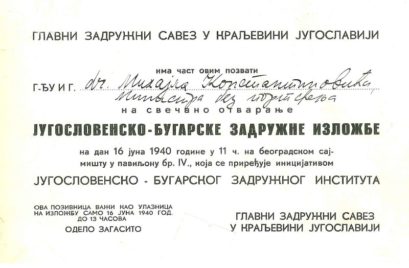 ГЛАВНИ ЗАДРУЖНИ САВЕЗ У КРАЉЕВИНИ ЈУГОСЛАВИЈИ
има част овим позвати
Г-ЂУ И Г. др. Михајла Константиновића,
Министра без портфеља
на свечано отварање
ЈУГОСЛОВЕНСКО-БУГАРСКЕ ЗАДРУЖНЕ ИЗЛОЖБЕ
на дан 16 јуна 1940 године у 11 ч. на београдском сај-
мишту у павиљону бр. IV., која се приређује иницијативом
ЈУГОСЛОВЕНСКО - БУГАРСКОГ ЗАДРУЖНОГ ИНСТИТУТА
ОВА ПОЗИВНИЦА ВАЖИ КАО УЛАЗНИЦА
НА ИЗЛОЖБУ САМО 16 ЈУНА 1940 ГОД.
ДО 13 ЧАСОВА
ОДЕЛО ЗАГАСИТО
ГЛАВНИ ЗАДРУЖНИ САВЕЗ
У КРАЉЕВИНИ ЈУГОСЛАВИЈИ